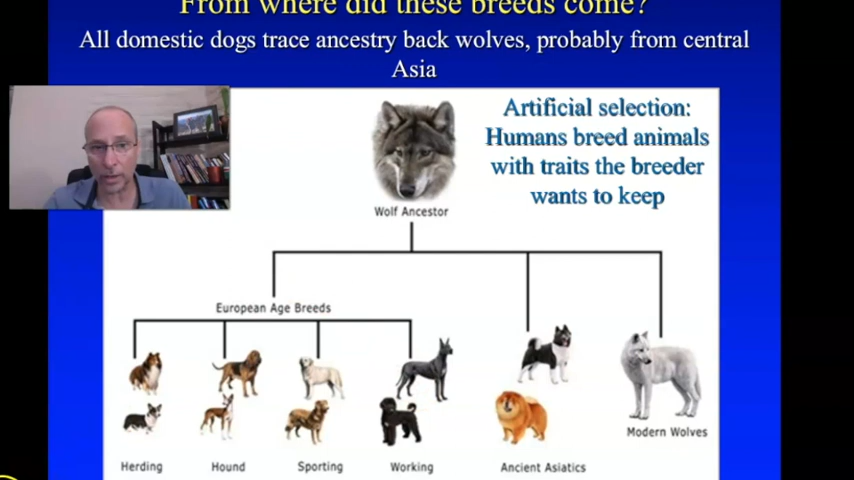 From where did these breeds come?
All domestic dogs trace ancestry back wolves, probably from central
Asia
Artificial selection:
Humans breed animals
with traits the breeder
wants to keep
Wolf Ancestor
European Age Breeds
Modern Wolves
Herding
Hound
Sporting
Working
Ancient Asiatics